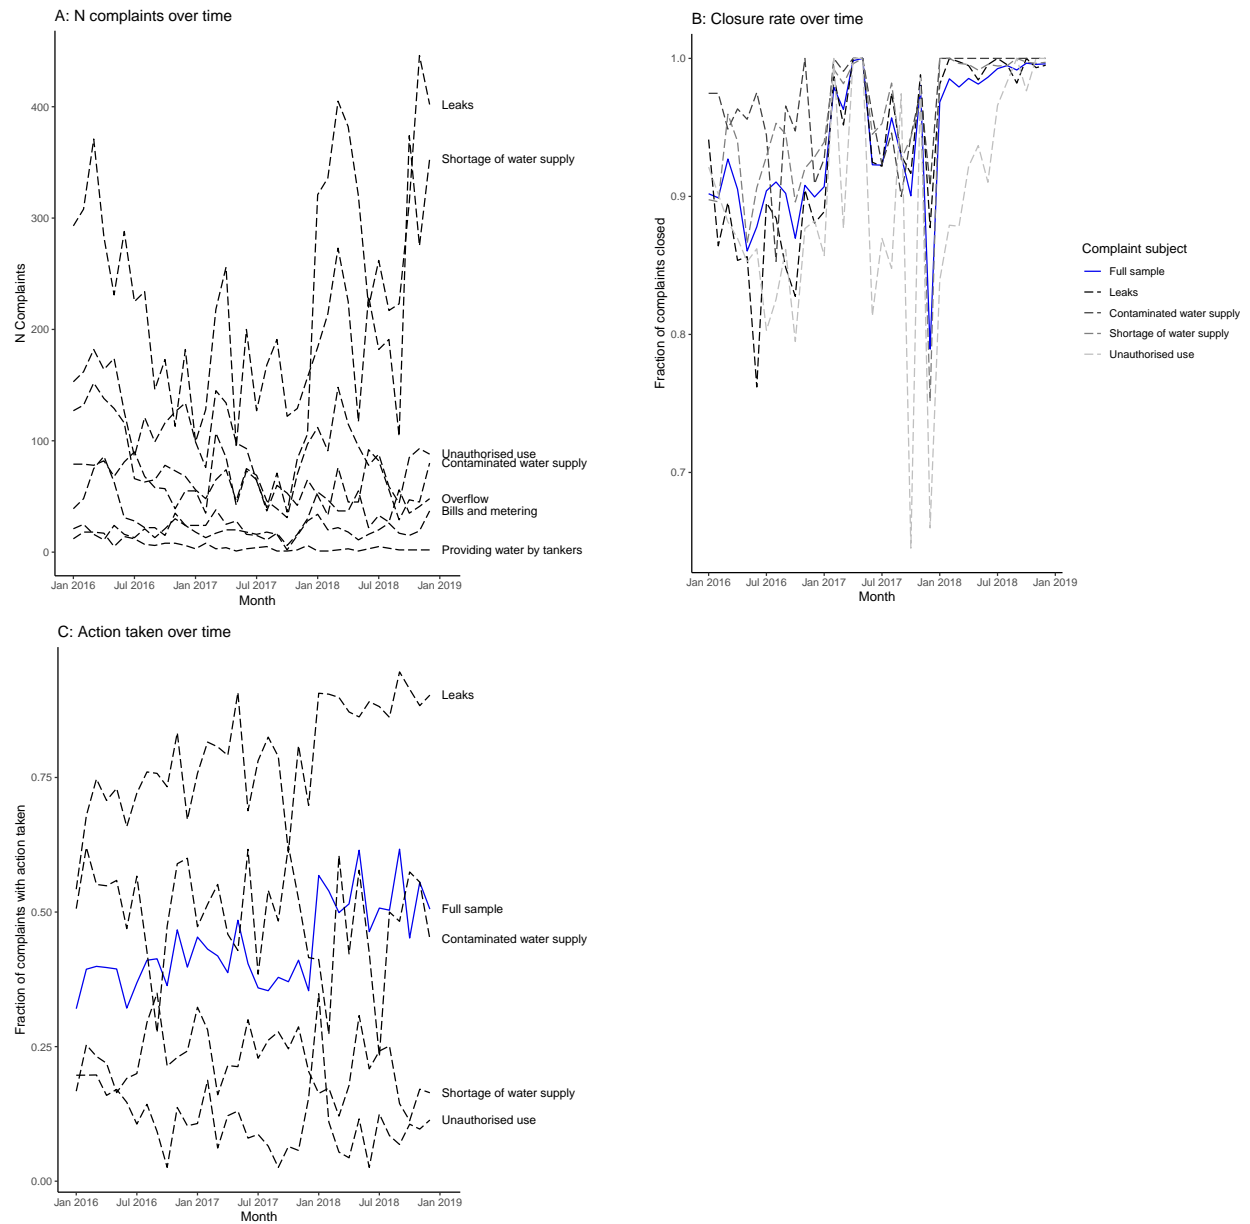 A: N complaints over time
N Complaints
400
300
200
100
0
Leaks
Shortage of water supply
Unauthorised use
Contaminated water supply
Overflow
Bills and metering
Providing water by tankers
Jan 2016 Jul 2016 Jan 2017 Jul 2017 Jan 2018 Jul 2018 Jan 2019
Month
B: Closure rate over time
Fraction of complaints closed
1.0
0.9
0.8
0.7
Jan 2016 Jul 2016 Jan 2017 Jul 2017 Jan 2018 Jul 2018 Jan 2019
Month
Complaint subject
Full sample
Leaks
Contaminated water supply
Shortage of water supply
Unauthorised use
C: Action taken over time
Fraction of complaints with action taken
0.75
0.50
0.25
0.00
Leaks
Full sample
Contaminated water supply
Shortage of water supply
Unauthorised use
Jan 2016 Jul 2016 Jan 2017 Jul 2017 Jan 2018 Jul 2018 Jan 2019
Month